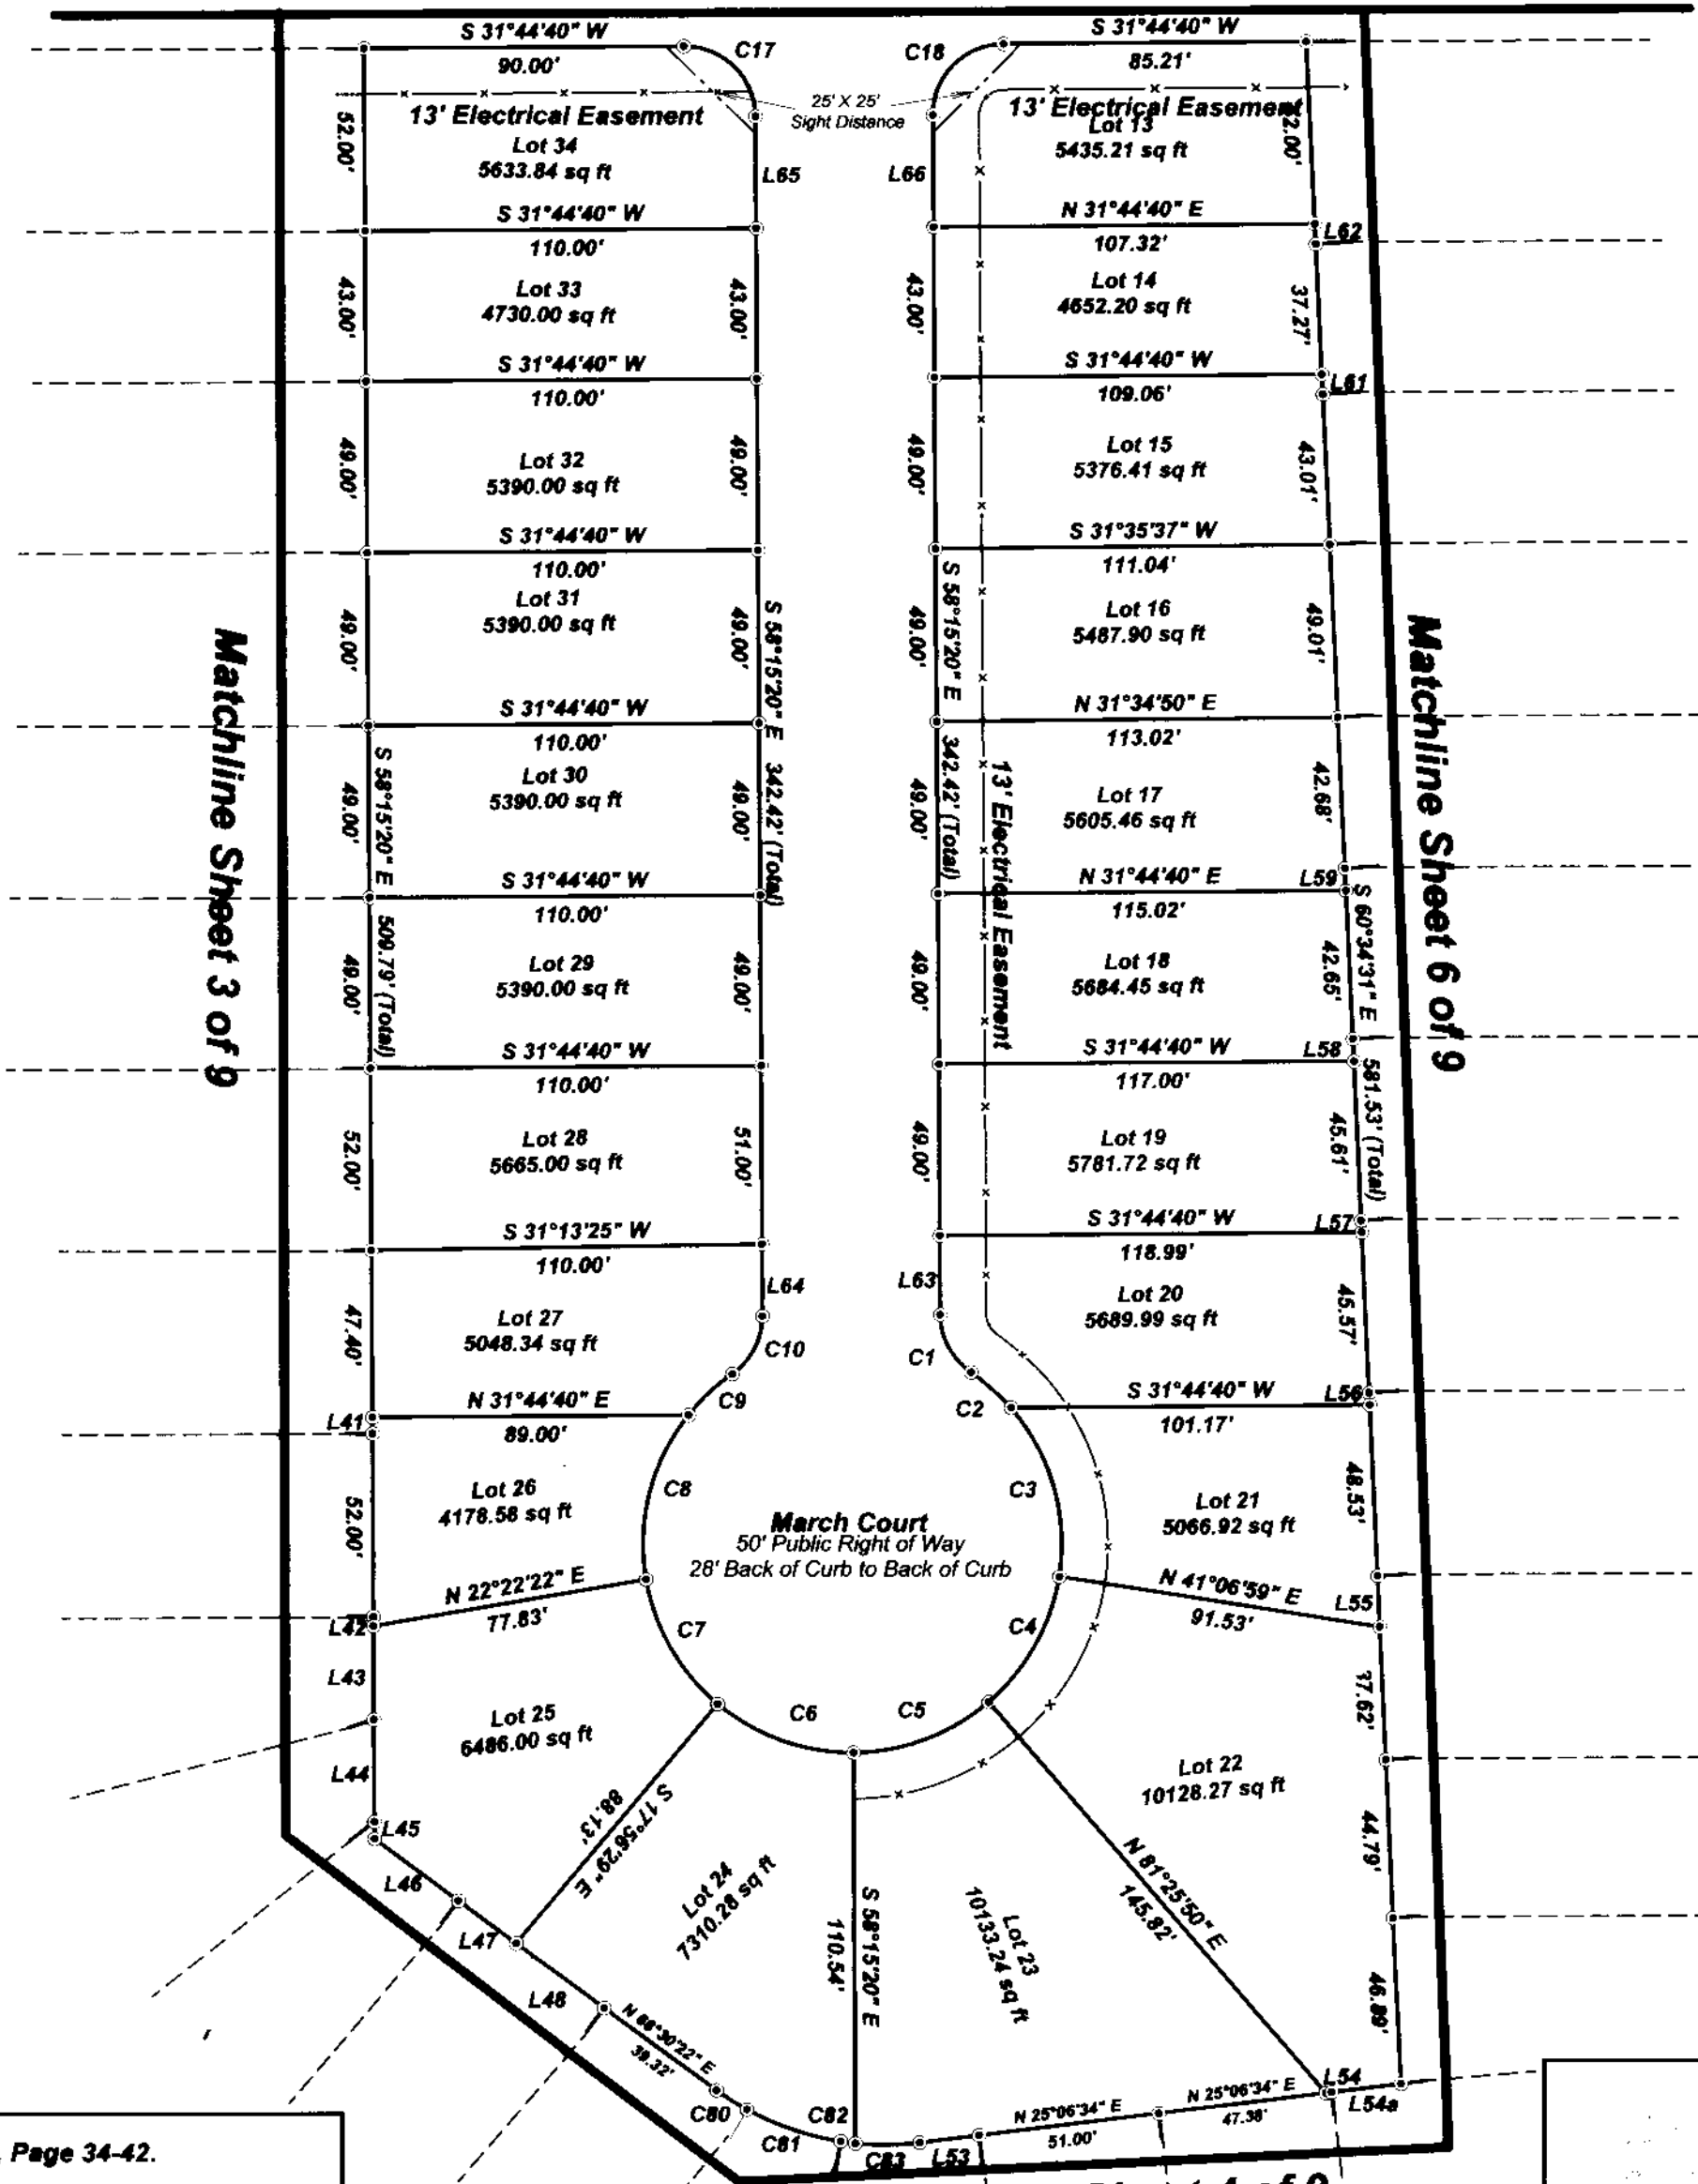 S 31°44'40" W
90.00'
C17
C18
S 31°44'40" W
85.21'
13' Electrical Easement
25' X 25'
Sight Distance
13' Electrical Easement
52.00'
Lot 34
5633.84 sq ft
L65
L66
Lot 13
5435.21 sq ft
S 31°44'40" W
110.00'
N 31°44'40" E
107.32'
L62
43.00'
Lot 33
4730.00 sq ft
43.00'
43.00'
Lot 14
4652.20 sq ft
37.27'
S 31°44'40" W
110.00'
S 31°44'40" W
109.06'
L61
49.00'
Lot 32
5390.00 sq ft
49.00'
49.00'
Lot 15
5376.41 sq ft
43.01'
S 31°44'40" W
110.00'
S 31°35'37" W
111.04'
49.00'
Lot 31
5390.00 sq ft
49.00'
S 58°15'20" E 342.42' (Total)
49.00'
S 58°15'20" E
342.42' (Total)
Lot 16
5487.90 sq ft
49.01'
Matchline Sheet 3 of 9
Matchline Sheet 6 of 9
S 31°44'40" W
110.00'
N 31°34'50" E
113.02'
49.00'
S 58°15'20" E
509.79' (Total)
Lot 30
5390.00 sq ft
49.00'
49.00'
13' Electrical Easement
Lot 17
5605.46 sq ft
42.68'
S 31°44'40" W
110.00'
N 31°44'40" E
115.02'
L59
S 60°34'31" E
581.53' (Total)
49.00'
Lot 29
5390.00 sq ft
49.00'
49.00'
Lot 18
5684.45 sq ft
42.65'
S 31°44'40" W
110.00'
S 31°44'40" W
117.00'
L58
52.00'
Lot 28
5665.00 sq ft
51.00'
49.00'
Lot 19
5781.72 sq ft
45.61'
S 31°13'25" W
110.00'
S 31°44'40" W
118.99'
L57
47.40'
Lot 27
5048.34 sq ft
L64
C10
L63
C1
Lot 20
5689.99 sq ft
45.57'
N 31°44'40" E
89.00'
L41
C9
C2
S 31°44'40" W
101.17'
L56
52.00'
Lot 26
4178.58 sq ft
C8
C3
Lot 21
5066.92 sq ft
48.53'
March Court
50' Public Right of Way
28' Back of Curb to Back of Curb
N 22°22'22" E
77.83'
L42
C7
C4
N 41°06'59" E
91.53'
L55
L43
Lot 25
6486.00 sq ft
C6
C5
37.62'
L44
L45
S 17°56'29" E
88.13'
Lot 22
10128.27 sq ft
44.79'
L46
L47
Lot 24
7310.28 sq ft
S 58°15'20" E
110.54'
Lot 23
10133.24 sq ft
N 81°25'50" E
145.82'
46.89'
L48
N 66°30'22" E
39.32'
C80
C81
C82
C83
L53
N 25°06'34" E
51.00'
N 25°06'34" E
47.38'
L54
L54a
Page 34-42.